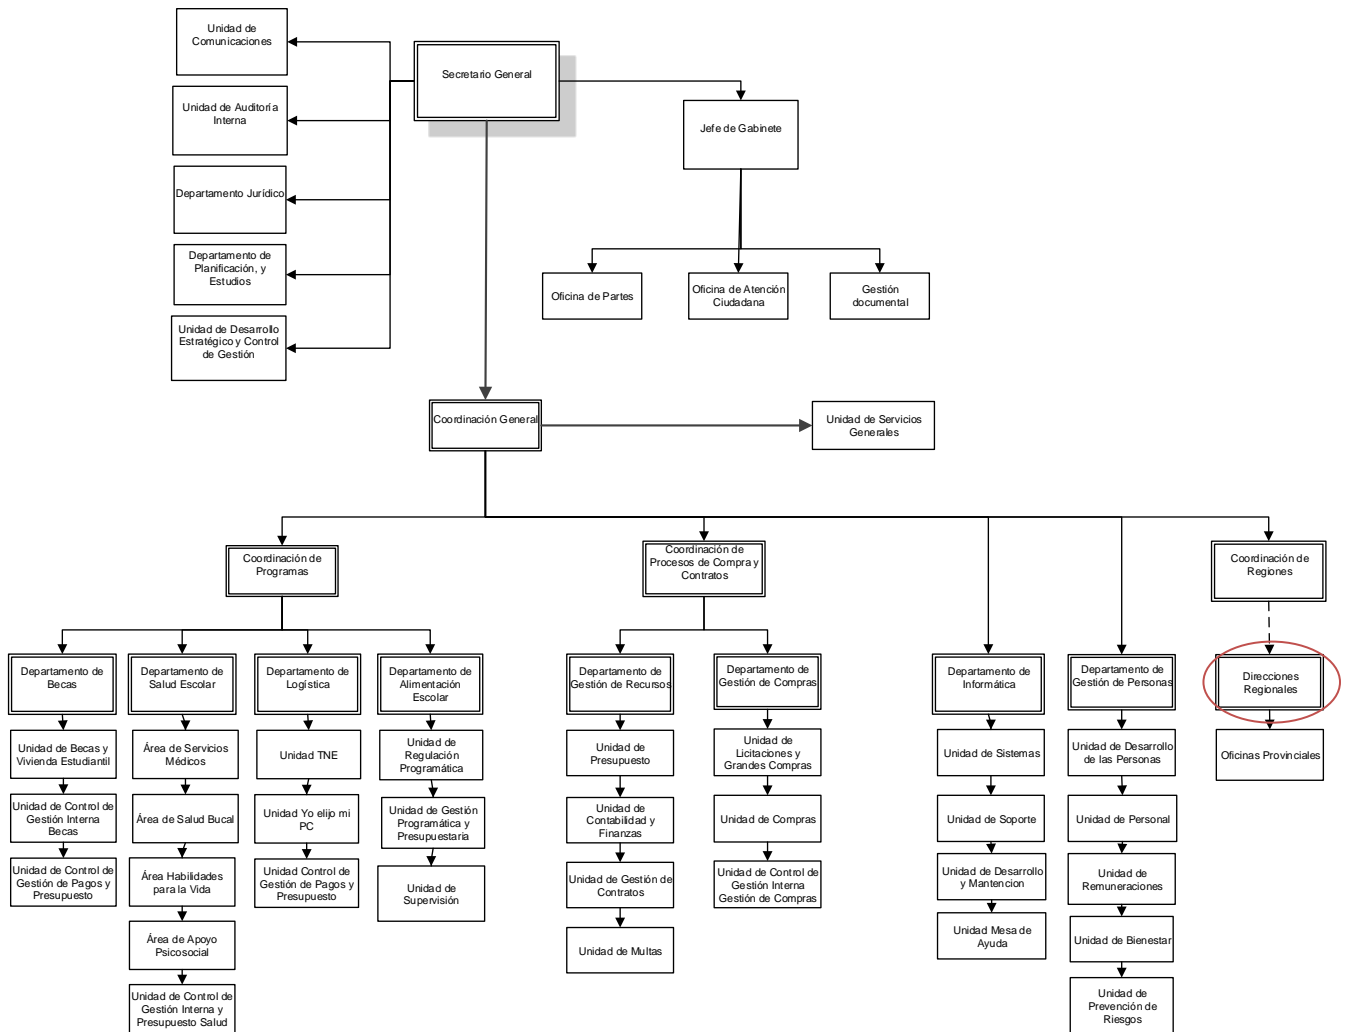 Unidad de
Comunicaciones
Secretario General
Unidad de Auditoría
Interna
Jefe de Gabinete
Departamento Jurídico
Departamento de
Planificación, y
Estudios
Oficina de Partes
Oficina de Atención
Ciudadana
Gestión
documental
Unidad de Desarrollo
Estratégico y Control
de Gestión
Coordinación General
Unidad de Servicios
Generales
Coordinación de
Programas
Coordinación de
Procesos de Compra y
Contratos
Coordinación de
Regiones
Departamento de
Becas
Departamento de
Salud Escolar
Departamento de
Logística
Departamento de
Alimentación
Escolar
Departamento de
Gestión de Recursos
Departamento de
Gestión de Compras
Departamento de
Informática
Departamento de
Gestión de Personas
Direcciones
Regionales
Unidad de Becas y
Vivienda Estudiantil
Área de Servicios
Médicos
Unidad TNE
Unidad de
Regulación
Programática
Unidad de
Presupuesto
Unidad de
Licitaciones y
Grandes Compras
Unidad de Sistemas
Unidad de Desarrollo
de las Personas
Oficinas Provinciales
Unidad de Control de
Gestión Interna
Becas
Área de Salud Bucal
Unidad Yo elijo mi
PC
Unidad de Gestión
Programática y
Presupuestaria
Unidad de
Contabilidad y
Finanzas
Unidad de Compras
Unidad de Soporte
Unidad de Personal
Unidad de Control de
Gestión de Pagos y
Presupuesto
Área Habilidades
para la Vida
Unidad Control de
Gestión de Pagos y
Presupuesto
Unidad de
Supervisión
Unidad de Gestión de
Contratos
Unidad de Control de
Gestión Interna
Gestión de Compras
Unidad de Desarrollo
y Mantencion
Unidad de
Remuneraciones
Área de Apoyo
Psicosocial
Unidad de Multas
Unidad Mesa de
Ayuda
Unidad de Bienestar
Unidad de Control de
Gestión Interna y
Presupuesto Salud
Unidad de
Prevención de
Riesgos